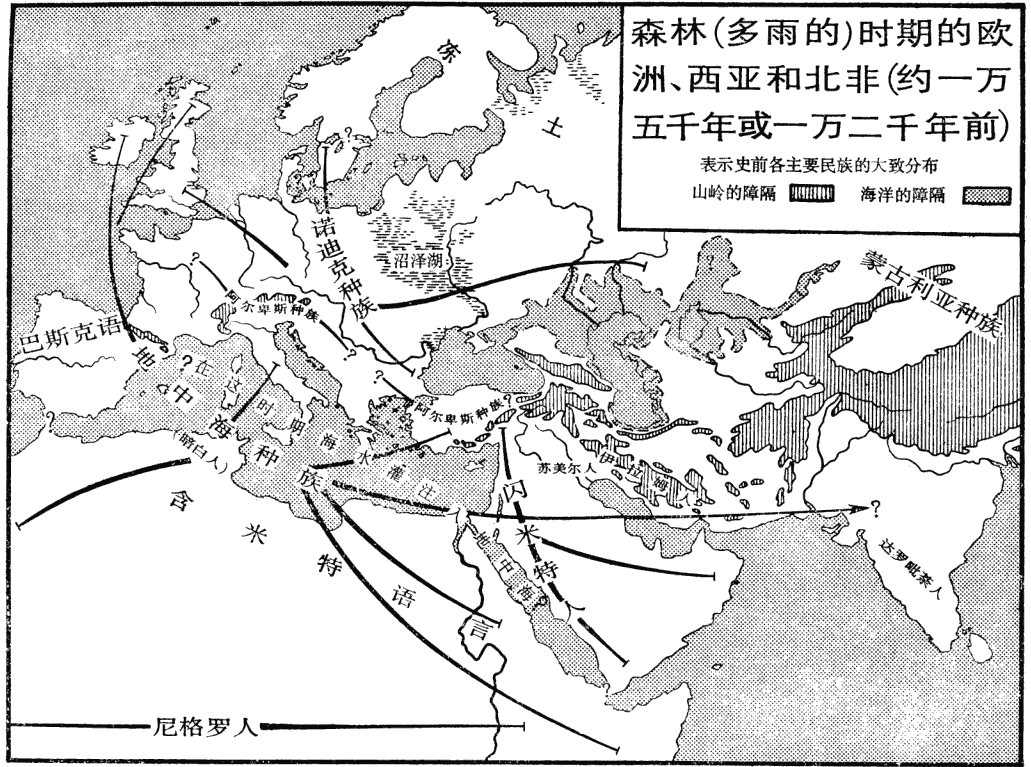 森林(多雨的)时期的欧
洲、西亚和北非(约一万
五千年或一万二千年前)
表示史前各主要民族的大致分布
山岭的障隔
海洋的障隔
冻土
诺迪克种族
沼泽湖
蒙古利亚种族
?
?
?
阿尔卑斯种族
?
巴斯克语
地中海种族
?
在这时期海水灌注
?
阿尔卑斯种族?
(暗白人)
苏美尔人
伊拉姆人
含米特语言
闪米特人
地中海
?
达罗毗荼人
尼格罗人